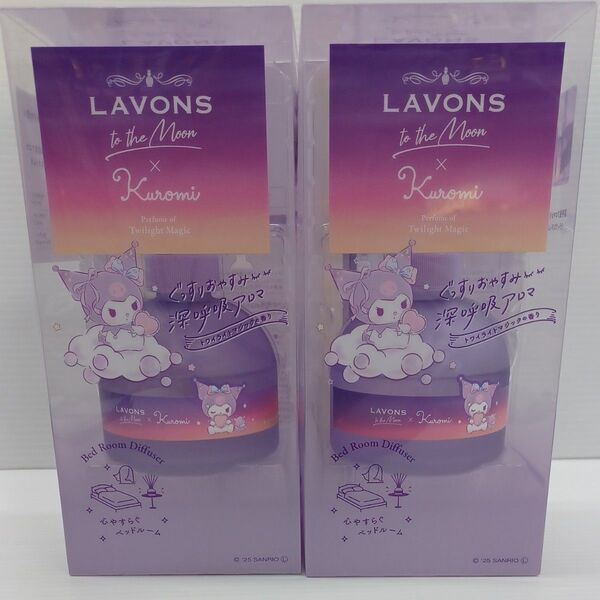 LAVONS
to the Moon
×
Kuromi
Perfume of
Twilight Magic
ぐっすりおやすみ
深呼吸アロマ
トワイライトマジックの香り
LAVONS
to the Moon
×
Kuromi
Bed Room Diffuser
心やすらぐ
ベッドルーム
© '25 SANRIO Ⓛ
LAVONS
to the Moon
×
Kuromi
Perfume of
Twilight Magic
ぐっすりおやすみ
深呼吸アロマ
トワイライトマジックの香り
LAVONS
to the Moon
×
Kuromi
Bed Room Diffuser
心やすらぐ
ベッドルーム
© '25 SANRIO Ⓛ